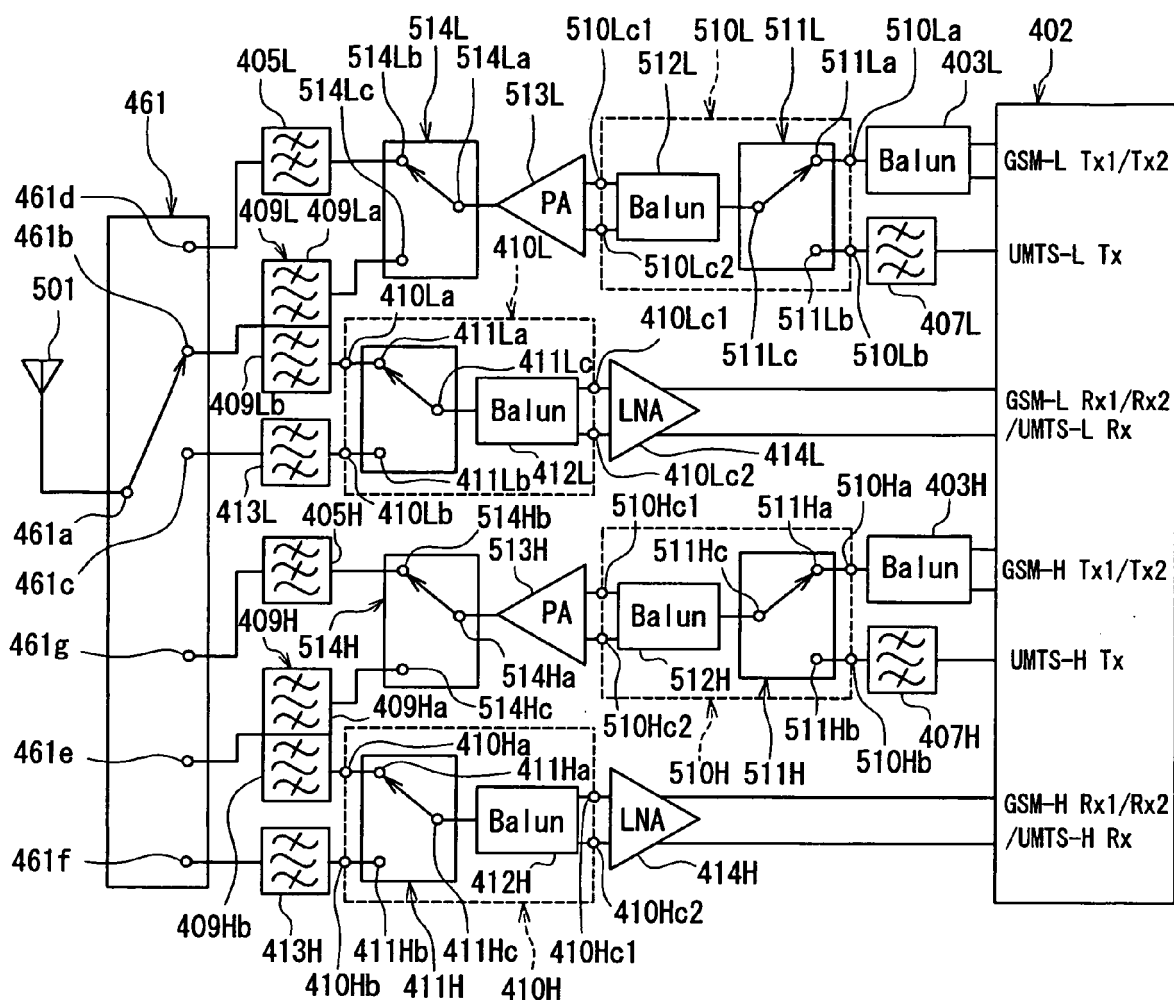 510Lc1 510L 511L 510La 402
514L
514Lb 514La 512L 511La 403L
405L 514Lc 513L
461
Balun GSM-L Tx1/Tx2
461d PA Balun
409L 409La
461b
410L 510Lc2 UMTS-L Tx
501 410La
411La 410Lc1 511Lb 407L
411Lc 511Lc 510Lb
409Lb Balun LNA GSM-L Rx1/Rx2
/UMTS-L Rx
412L 414L
461a 413L 410Lb 411Lb 410Lc2 510Ha 403H
405H 514Hb 510Hc1 511Ha
461c 513H 511Hc
Balun GSM-H Tx1/Tx2
PA Balun
409H 514H
461g UMTS-H Tx
514Ha 512H
409Ha 514Hc
461e 510Hc2 511Hb 407H
410Ha 411Ha 510H 511H 510Hb
Balun LNA GSM-H Rx1/Rx2
/UMTS-H Rx
461f
412H 414H
409Hb 410Hc2
413H 411Hb 411Hc 410Hc1
410Hb 411H 410H